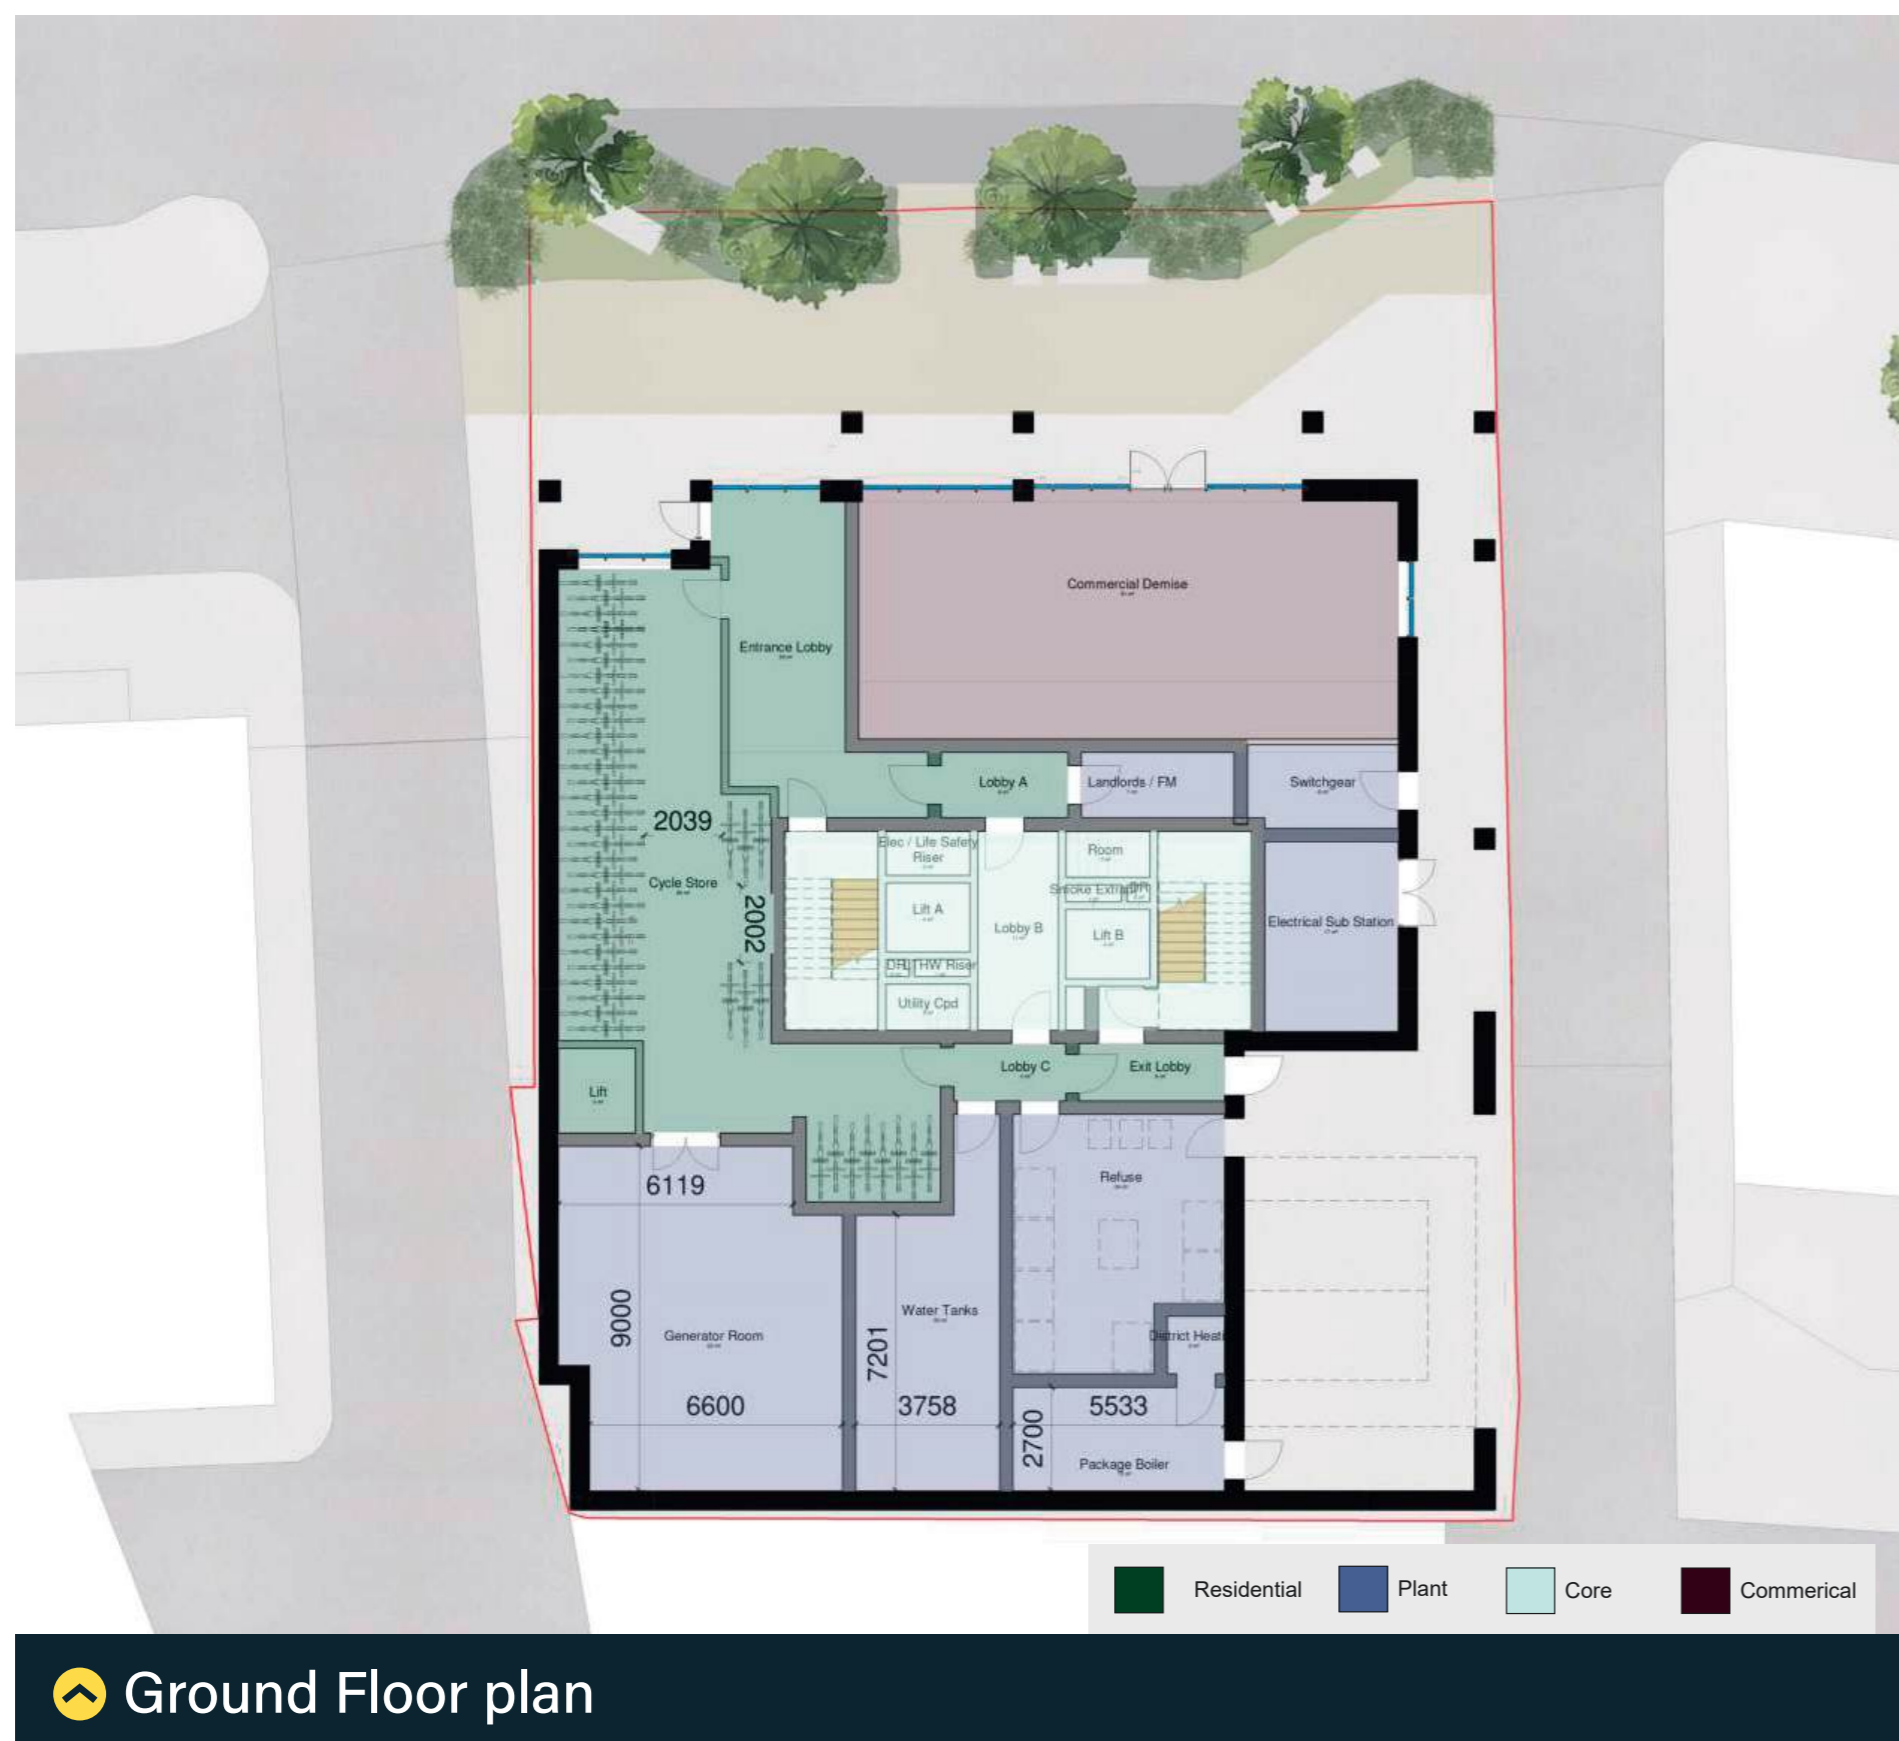 Commercial Demise
Entrance Lobby
Lobby A
Landlords / FM
Switchgear
2039
Elec / Life Safety
Riser
Room
Cycle Store
Smoke Extract
2002
Lift A
Lobby B
Lift B
Electrical Sub Station
LTHW Riser
Utility Cpd
Lobby C
Exit Lobby
Lift
6119
Refuse
9000
Generator Room
Water Tanks
7201
District Heati
6600
3758
5533
2700
Package Boiler
Residential
Plant
Core
Commerical
Ground Floor plan